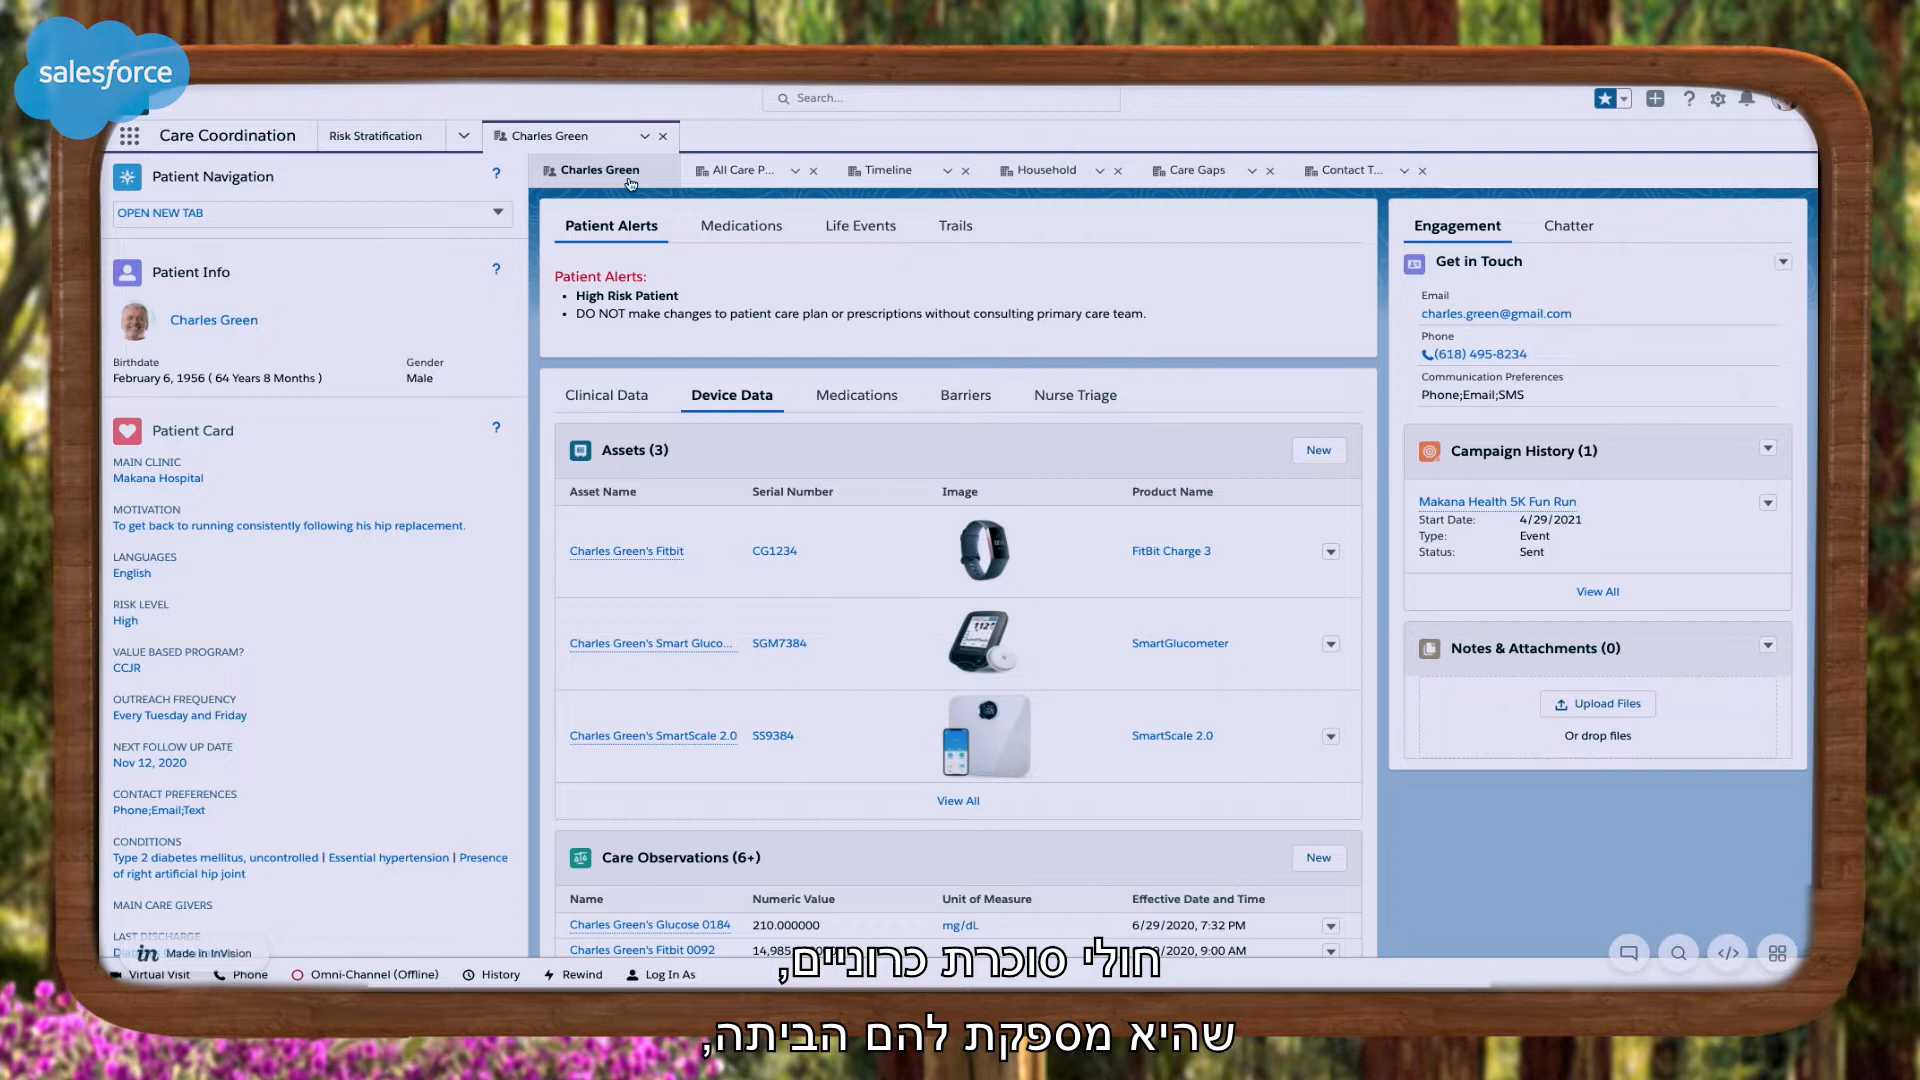 salesforce
Search...
Care Coordination
Risk Stratification
Charles Green
Charles Green
All Care P...
Timeline
Household
Care Gaps
Contact T...
Patient Navigation
?
OPEN NEW TAB
Patient Info
?
Charles Green
Birthdate
Gender
February 6, 1956 ( 64 Years 8 Months )
Male
Patient Card
?
MAIN CLINIC
Makana Hospital
MOTIVATION
To get back to running consistently following his hip replacement.
LANGUAGES
English
RISK LEVEL
High
VALUE BASED PROGRAM?
CCJR
OUTREACH FREQUENCY
Every Tuesday and Friday
NEXT FOLLOW UP DATE
Nov 12, 2020
CONTACT PREFERENCES
Phone;Email;Text
CONDITIONS
Type 2 diabetes mellitus, uncontrolled | Essential hypertension | Presence
of right artificial hip joint
MAIN CARE GIVERS
LAST DISCHARGE
Patient Alerts
Medications
Life Events
Trails
Patient Alerts:
• High Risk Patient
• DO NOT make changes to patient care plan or prescriptions without consulting primary care team.
Clinical Data
Device Data
Medications
Barriers
Nurse Triage
Assets (3)
New
Asset Name
Serial Number
Image
Product Name
Charles Green's Fitbit
CG1234
FitBit Charge 3
Charles Green's Smart Gluco...
SGM7384
112
SmartGlucometer
Charles Green's SmartScale 2.0
SS9384
SmartScale 2.0
View All
Care Observations (6+)
New
Name
Numeric Value
Unit of Measure
Effective Date and Time
Charles Green's Glucose 0184
210.000000
mg/dL
6/29/2020, 7:32 PM
Charles Green's Fitbit 0092
14,985
9:00 AM
Engagement
Chatter
Get in Touch
Email
charles.green@gmail.com
Phone
(618) 495-8234
Communication Preferences
Phone;Email;SMS
Campaign History (1)
Makana Health 5K Fun Run
Start Date: 4/29/2021
Type: Event
Status: Sent
View All
Notes & Attachments (0)
Upload Files
Or drop files
in Made in InVision
Virtual Visit
Phone
Omni-Channel (Offline)
History
Rewind
Log In As
חולי סוכרת כרוניים,
שהיא מספקת להם הביתה,